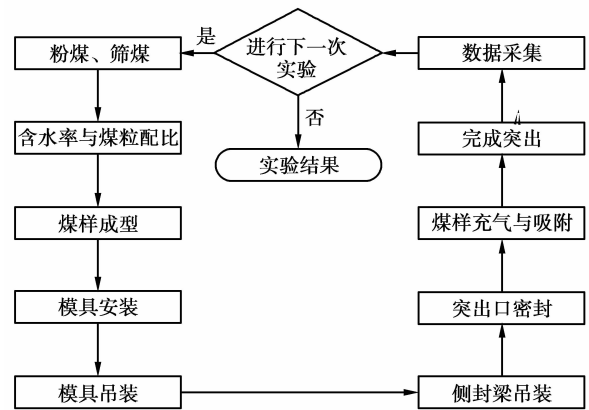 是
粉煤、筛煤
进行下一次
实验
数据采集
否
含水率与煤粒配比
实验结果
完成突出
煤样成型
煤样充气与吸附
模具安装
突出口密封
模具吊装
侧封梁吊装